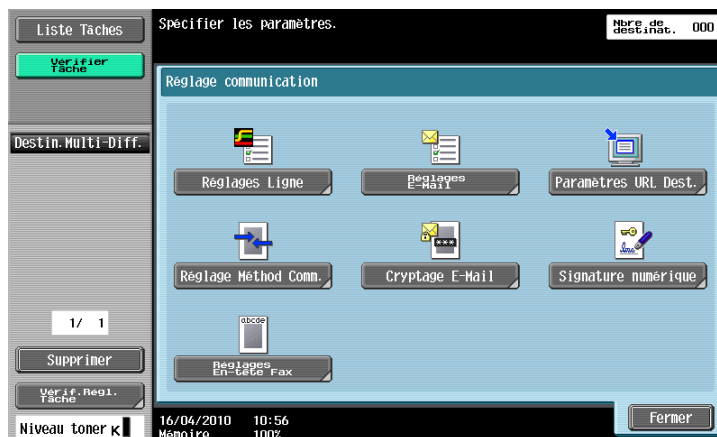 Liste Tâches
Spécifier les paramètres.
Nbre de
destinat. 000
Vérifier
Tâche
Réglage communication
Destin.Multi-Diff.
Réglages Ligne
Réglages
E-Mail
Paramètres URL Dest.
Réglage Méthod Comm.
Cryptage E-Mail
Signature numérique
abcde
Réglages
En-tête Fax
1/ 1
Supprimer
Vérif.Régl.
Tâche
Niveau toner K
16/04/2010 10:56
Mémoire 100%
Fermer